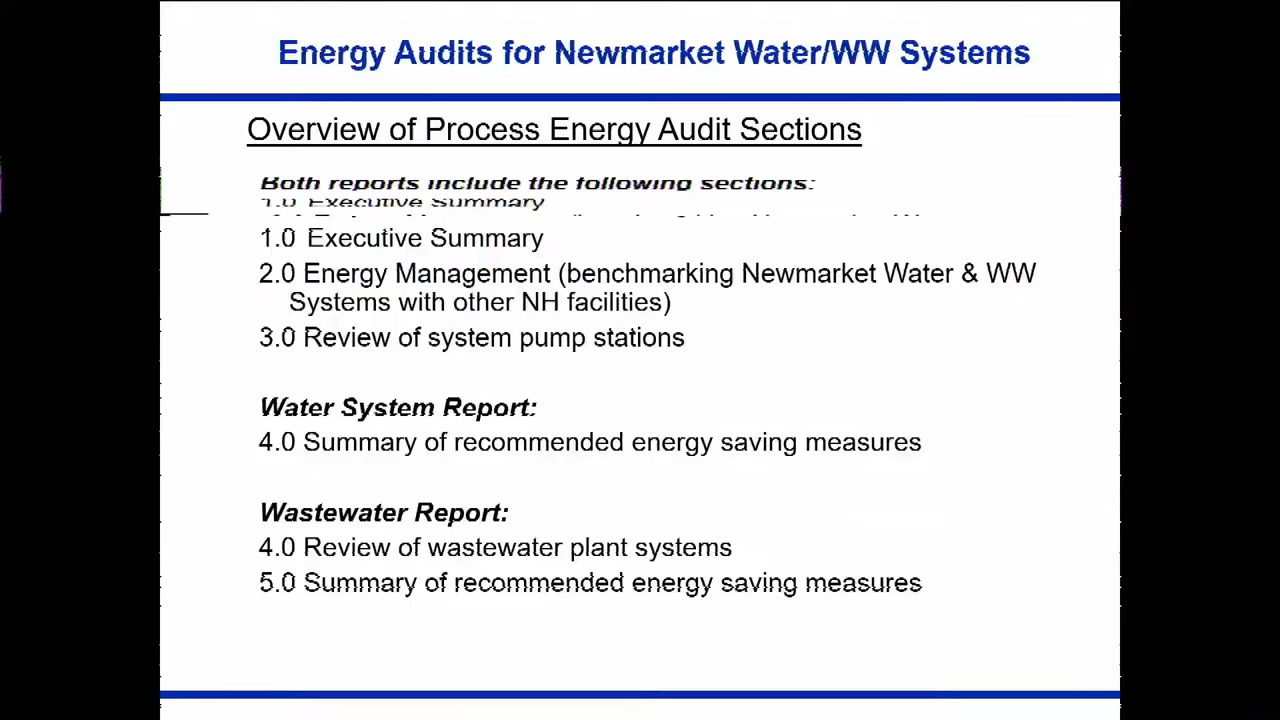 Energy Audits for Newmarket Water/WW Systems
Overview of Process Energy Audit Sections
Both reports include the following sections:
1.0 Executive Summary
1.0 Executive Summary
2.0 Energy Management (benchmarking Newmarket Water & WW
Systems with other NH facilities)
3.0 Review of system pump stations
Water System Report:
4.0 Summary of recommended energy saving measures
Wastewater Report:
4.0 Review of wastewater plant systems
5.0 Summary of recommended energy saving measures